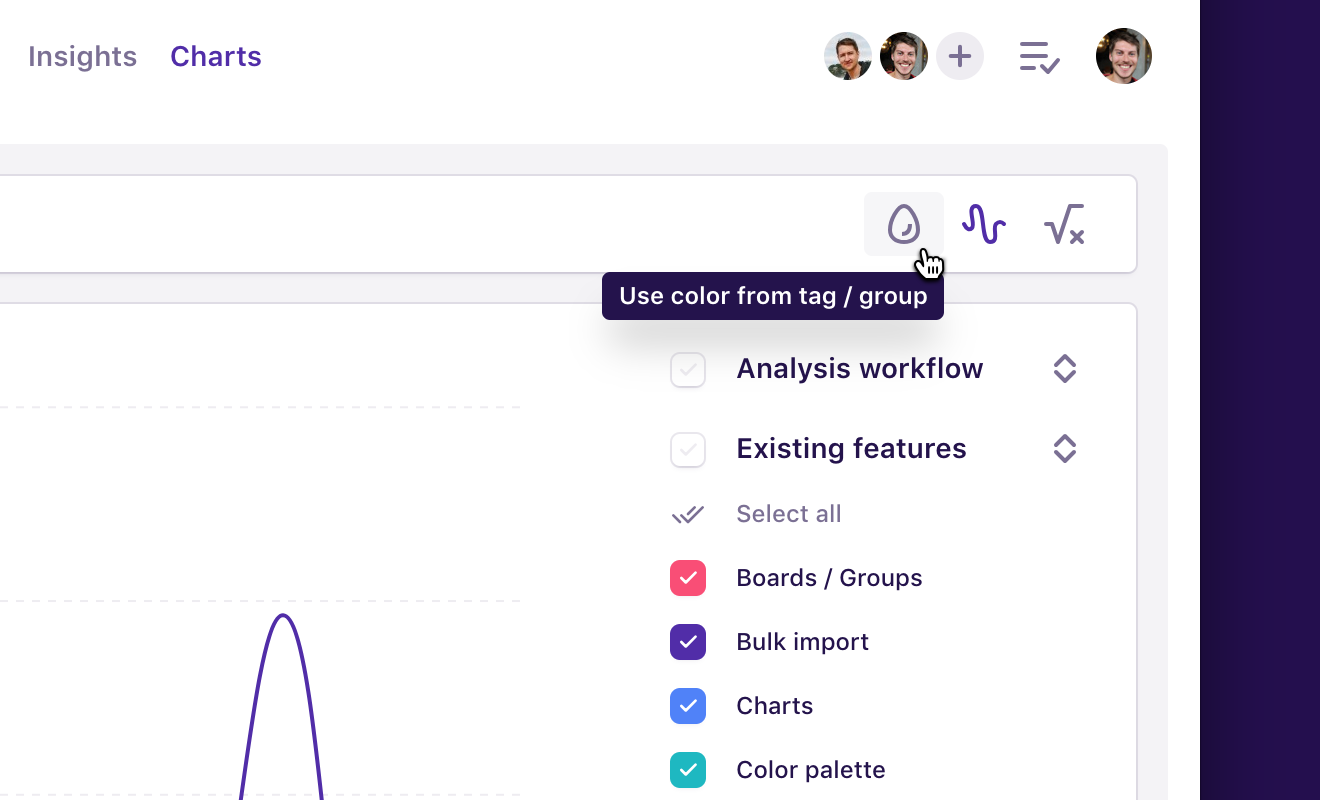 Insights Charts
Use color from tag / group
Analysis workflow
Existing features
Select all
Boards / Groups
Bulk import
Charts
Color palette